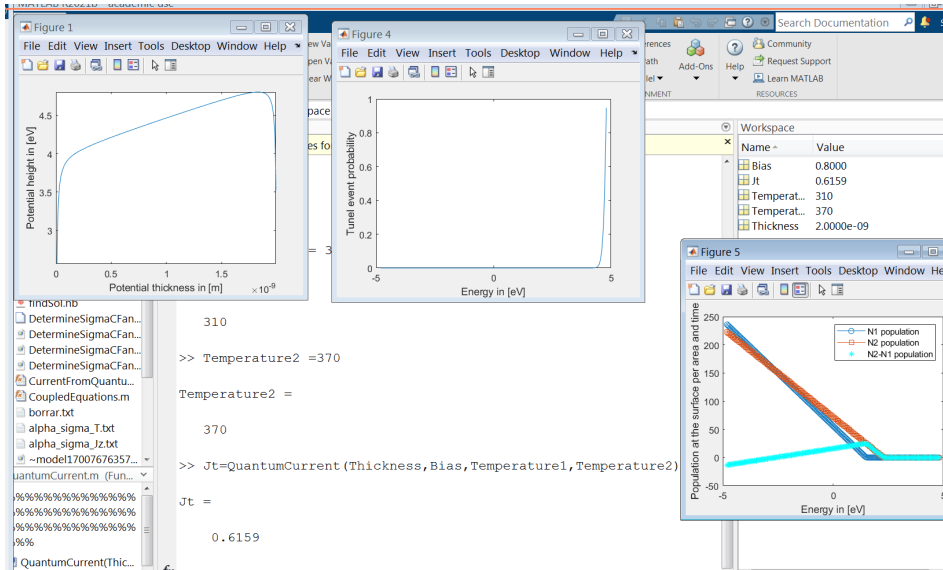 MATLAB R2021b - academic use
Search Documentation
Figure 1
File Edit View Insert Tools Desktop Window Help
Potential height in [eV]
4.5
4
3.5
3
0 0.5 1 1.5
×10⁻⁹
Potential thickness in [m]
Figure 4
File Edit View Insert Tools Desktop Window Help
Tunel event probability
1
0.8
0.6
0.4
0.2
0
-5 0 5
Energy in [eV]
Add-Ons
Help
Community
Request Support
Learn MATLAB
RESOURCES
Workspace
Name Value
Bias 0.8000
Jt 0.6159
Temperat... 310
Temperat... 370
Thickness 2.0000e-09
Figure 5
File Edit View Insert Tools Desktop Window He
Population at the surface per area and time
250
200
150
100
50
0
-50
N1 population
N2 population
N2-N1 population
-5 0 5
Energy in [eV]
findSol.nb
DetermineSigmaCFan...
DetermineSigmaCFan...
DetermineSigmaCFan...
DetermineSigmaCFan...
CurrentFromQuantu...
CoupledEquations.m
borrar.txt
alpha_sigma_T.txt
alpha_sigma_Jz.txt
~model17007676357...
uantumCurrent.m (Fun...
%%%%%%%%%%%%%%
%%%%%%%%%%%%%%
%%%%%%%%%%%%%%
%%%
QuantumCurrent(Thic...
= 3
310
>> Temperature2 =370
Temperature2 =
370
>> Jt=QuantumCurrent(Thickness,Bias,Temperature1,Temperature2)
Jt =
0.6159